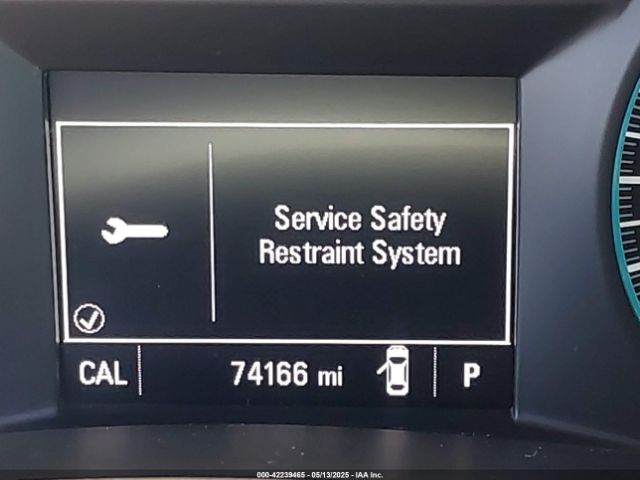 Service Safety
Restraint System
CAL 74166 mi P
000-42239465 - 05/13/2025 - IAA Inc.